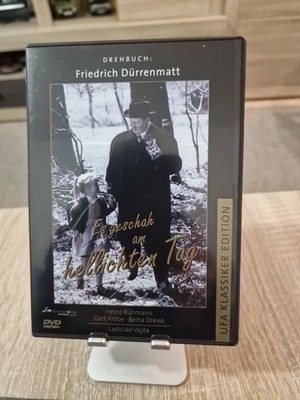 DREHBUCH:
Friedrich Dürrenmatt
Es geschah
am
hellichten Tag
UFA KLASSIKER EDITION
Heinz Rühmann
Gert Fröbe · Berta Drews
Ladislao Vajda
DVD